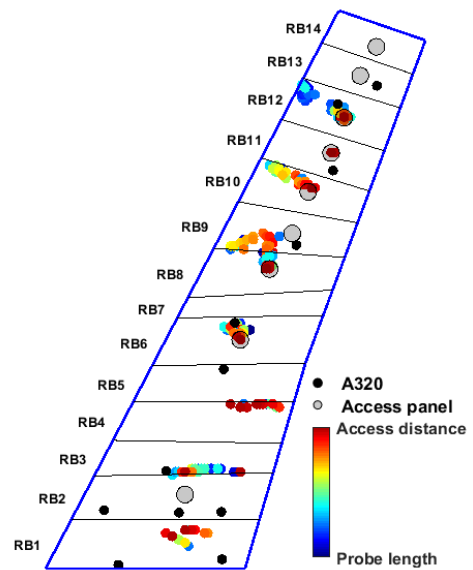 RB14
RB13
RB12
RB11
RB10
RB9
RB8
RB7
RB6
RB5
RB4
RB3
RB2
RB1
A320
Access panel
Access distance
Probe length